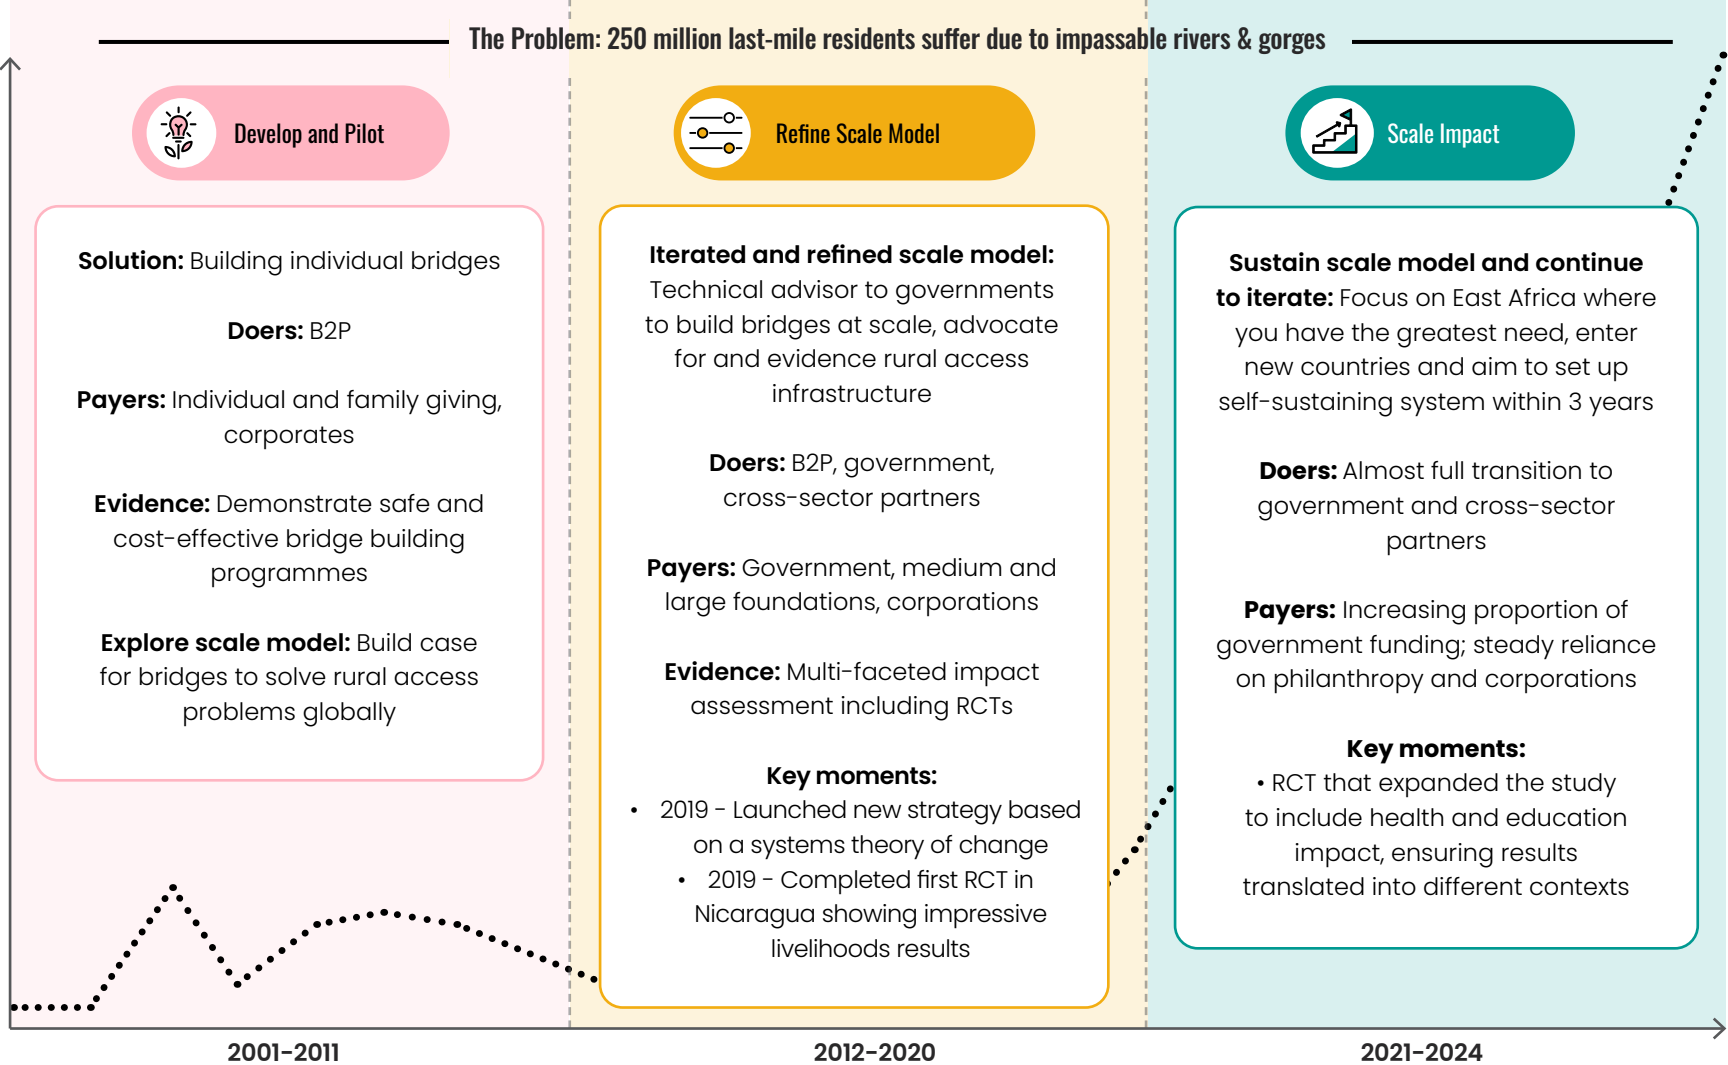 The Problem: 250 million last-mile residents suffer due to impassable rivers & gorges
Develop and Pilot
Solution: Building individual bridges
Doers: B2P
Payers: Individual and family giving,
corporates
Evidence: Demonstrate safe and
cost-effective bridge building
programmes
Explore scale model: Build case
for bridges to solve rural access
problems globally
2001-2011
Refine Scale Model
Iterated and refined scale model:
Technical advisor to governments
to build bridges at scale, advocate
for and evidence rural access
infrastructure
Doers: B2P, government,
cross-sector partners
Payers: Government, medium and
large foundations, corporations
Evidence: Multi-faceted impact
assessment including RCTs
Key moments:
• 2019 - Launched new strategy based
on a systems theory of change
• 2019 - Completed first RCT in
Nicaragua showing impressive
livelihoods results
2012-2020
Scale Impact
Sustain scale model and continue
to iterate: Focus on East Africa where
you have the greatest need, enter
new countries and aim to set up
self-sustaining system within 3 years
Doers: Almost full transition to
government and cross-sector
partners
Payers: Increasing proportion of
government funding; steady reliance
on philanthropy and corporations
Key moments:
• RCT that expanded the study
to include health and education
impact, ensuring results
translated into different contexts
2021-2024